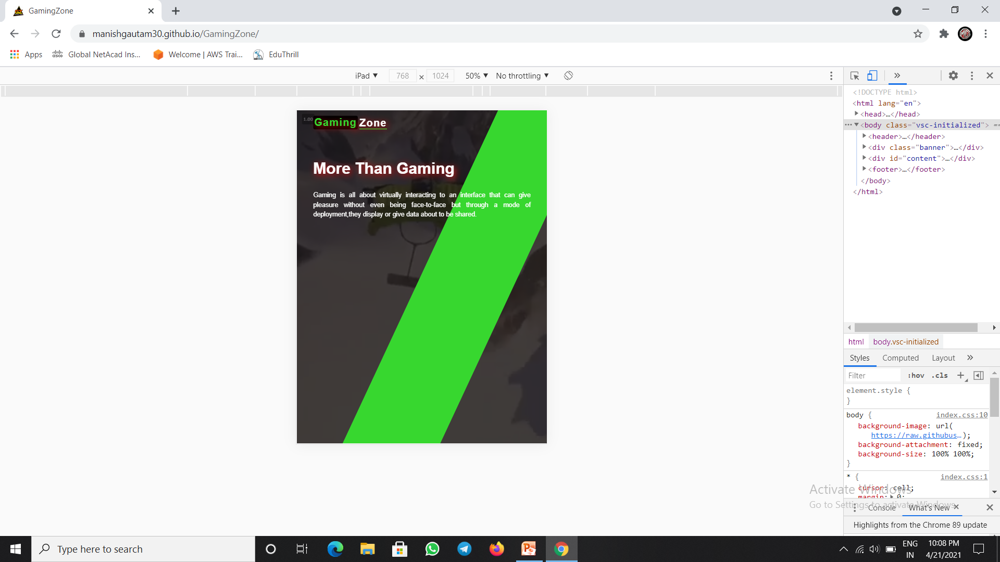 GamingZone
manishgautam30.github.io/GamingZone/
Apps
Global NetAcad Ins...
Welcome | AWS Trai...
EduThrill
iPad ▼ 768 × 1024 50% ▼ No throttling ▼
1.00
Gaming Zone
More Than Gaming
Gaming is all about virtually interacting to an interface that can give
pleasure without even being face-to-face but through a mode of
deployment,they display or give data about to be shared.
<!DOCTYPE html>
<html lang="en">
<head>…</head>
<body class="vsc-initialized"> ==
<header>…</header>
<div class="banner">…</div>
<div id="content">…</div>
<footer>…</footer>
</body>
</html>
html body.vsc-initialized
Styles Computed Layout
Filter :hov .cls
element.style {
}
body { index.css:10
background-image: url(
https://raw.githubus…);
background-attachment: fixed;
background-size: 100% 100%;
}
* { index.css:1
cursor: cell;
margin: 0;
Activate Windows
Go to Settings to activate Windows.
Console What's New
Highlights from the Chrome 89 update
Type here to search
ENG
IN
10:08 PM
4/21/2021